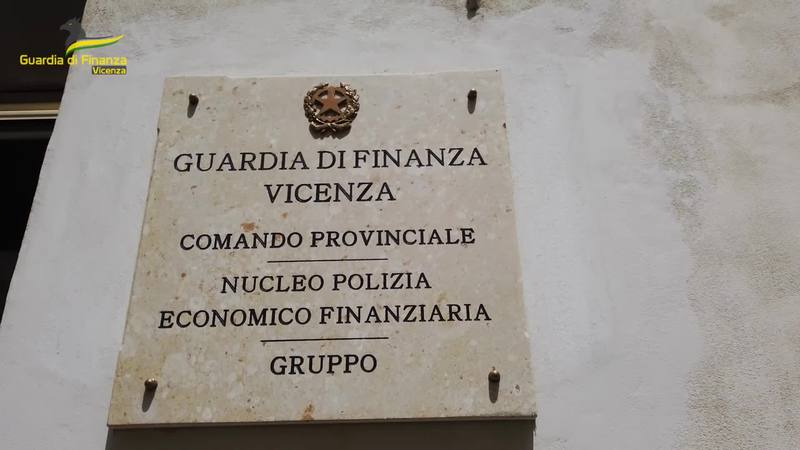 Guardia di Finanza
Vicenza
GUARDIA DI FINANZA
VICENZA
COMANDO PROVINCIALE
NUCLEO POLIZIA
ECONOMICO FINANZIARIA
GRUPPO